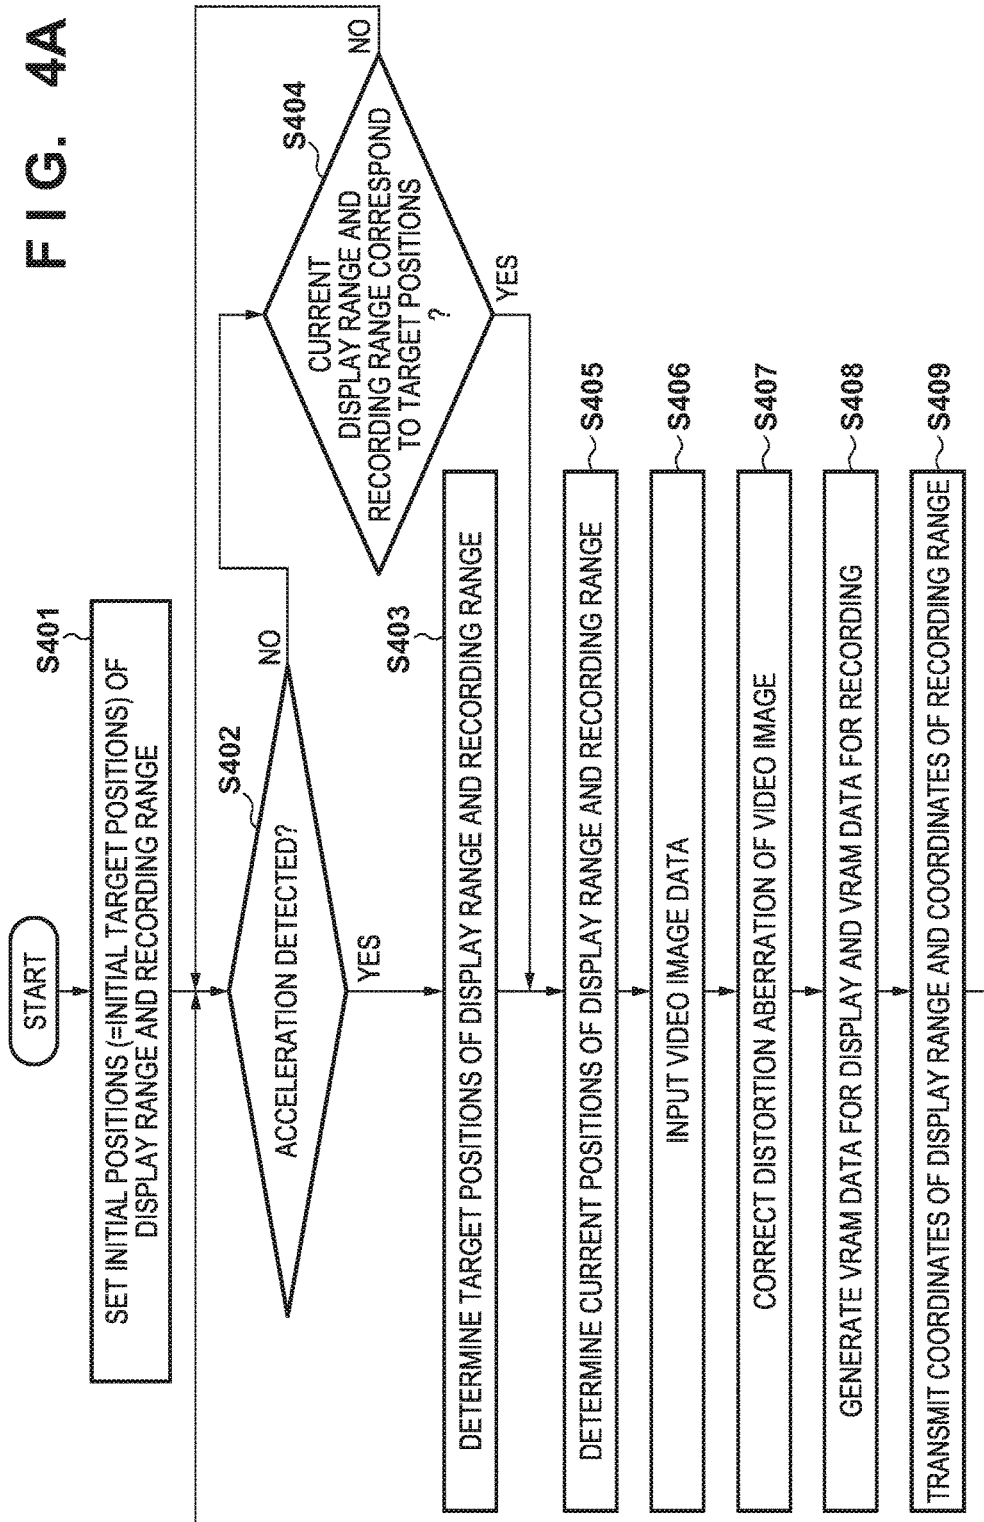 FIG. 4A
START
S401
SET INITIAL POSITIONS (=INITIAL TARGET POSITIONS) OF
DISPLAY RANGE AND RECORDING RANGE
S402
ACCELERATION DETECTED?
NO
YES
S404
CURRENT
DISPLAY RANGE AND
RECORDING RANGE CORRESPOND
TO TARGET POSITIONS
?
NO
YES
S403
DETERMINE TARGET POSITIONS OF DISPLAY RANGE AND RECORDING RANGE
S405
DETERMINE CURRENT POSITIONS OF DISPLAY RANGE AND RECORDING RANGE
S406
INPUT VIDEO IMAGE DATA
S407
CORRECT DISTORTION ABERRATION OF VIDEO IMAGE
S408
GENERATE VRAM DATA FOR DISPLAY AND VRAM DATA FOR RECORDING
S409
TRANSMIT COORDINATES OF DISPLAY RANGE AND COORDINATES OF RECORDING RANGE